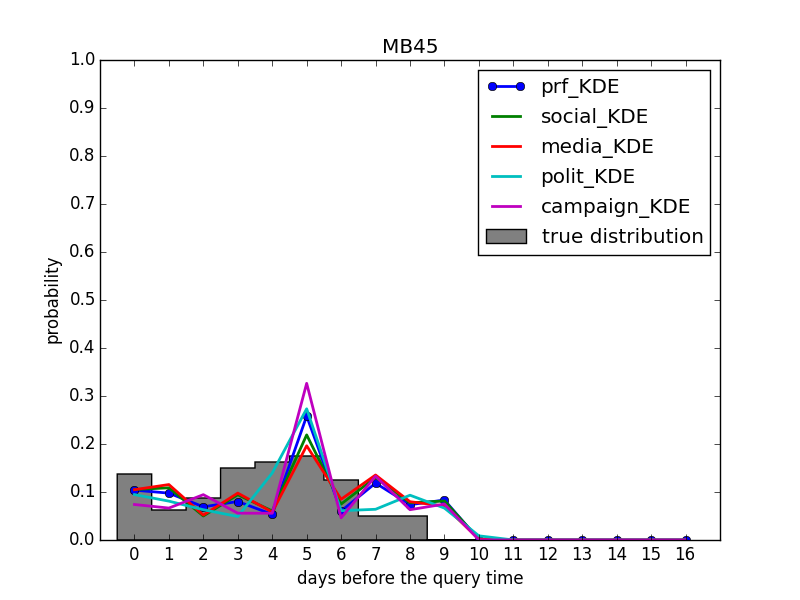 MB45
1.0
0.9
0.8
0.7
0.6
0.5
0.4
0.3
0.2
0.1
0.0
probability
prf_KDE
social_KDE
media_KDE
polit_KDE
campaign_KDE
true distribution
0 1 2 3 4 5 6 7 8 9 10 11 12 13 14 15 16
days before the query time